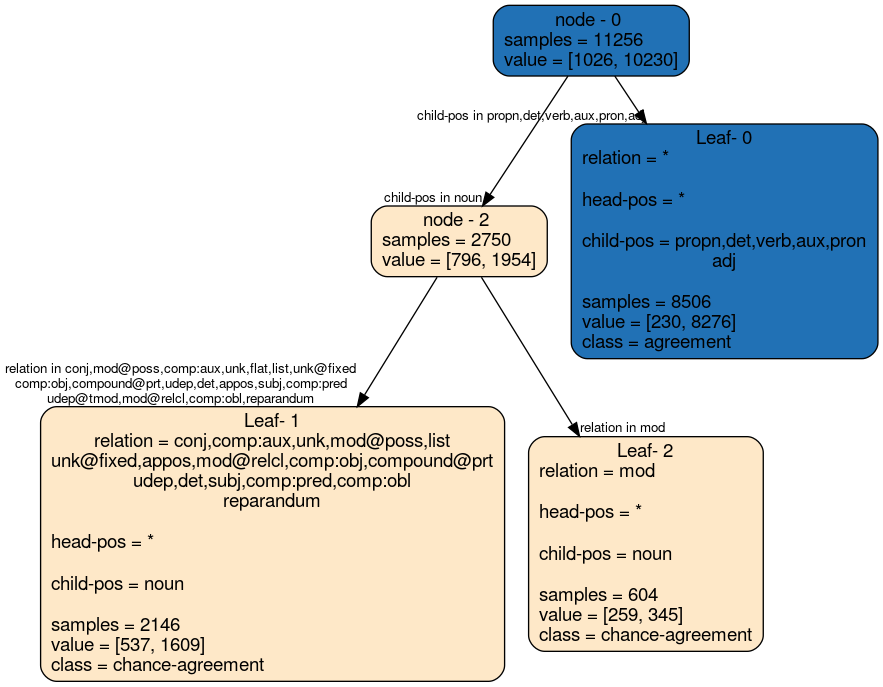 node - 0
samples = 11256
value = [1026, 10230]
child-pos in propn,det,verb,aux,pron,adj
Leaf- 0
relation = *
head-pos = *
child-pos = propn,det,verb,aux,pron
adj
samples = 8506
value = [230, 8276]
class = agreement
child-pos in noun
node - 2
samples = 2750
value = [796, 1954]
relation in conj,mod@poss,comp:aux,unk,flat,list,unk@fixed
comp:obj,compound@prt,udep,det,appos,subj,comp:pred
udep@tmod,mod@relcl,comp:obl,reparandum
Leaf- 1
relation = conj,comp:aux,unk,mod@poss,list
unk@fixed,appos,mod@relcl,comp:obj,compound@prt
udep,det,subj,comp:pred,comp:obl
reparandum
head-pos = *
child-pos = noun
samples = 2146
value = [537, 1609]
class = chance-agreement
relation in mod
Leaf- 2
relation = mod
head-pos = *
child-pos = noun
samples = 604
value = [259, 345]
class = chance-agreement